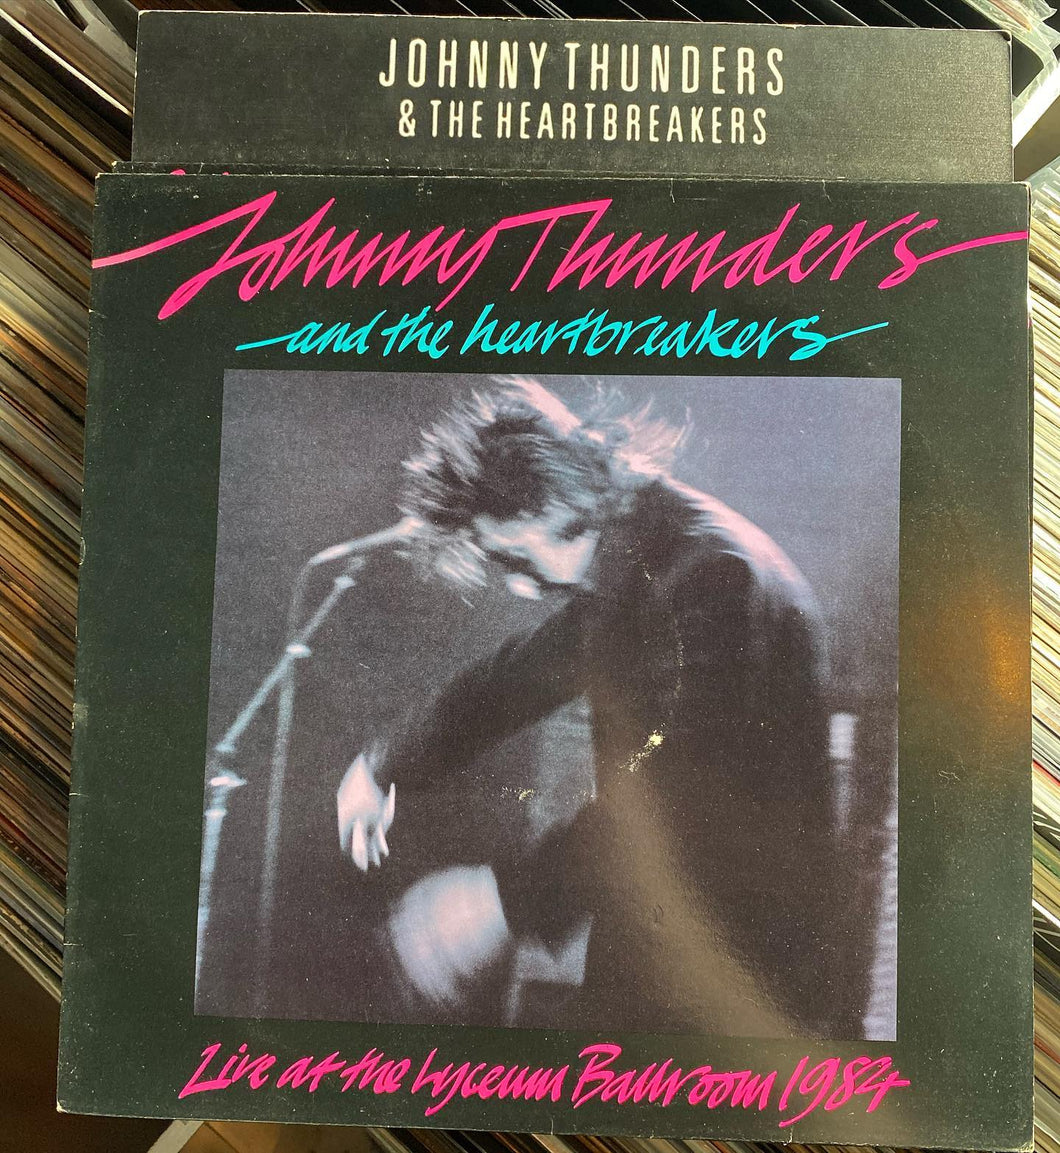 JOHNNY THUNDERS
& THE HEARTBREAKERS
Johnny Thunders
and the heartbreakers
Live at the Lyceum Ballroom 1984